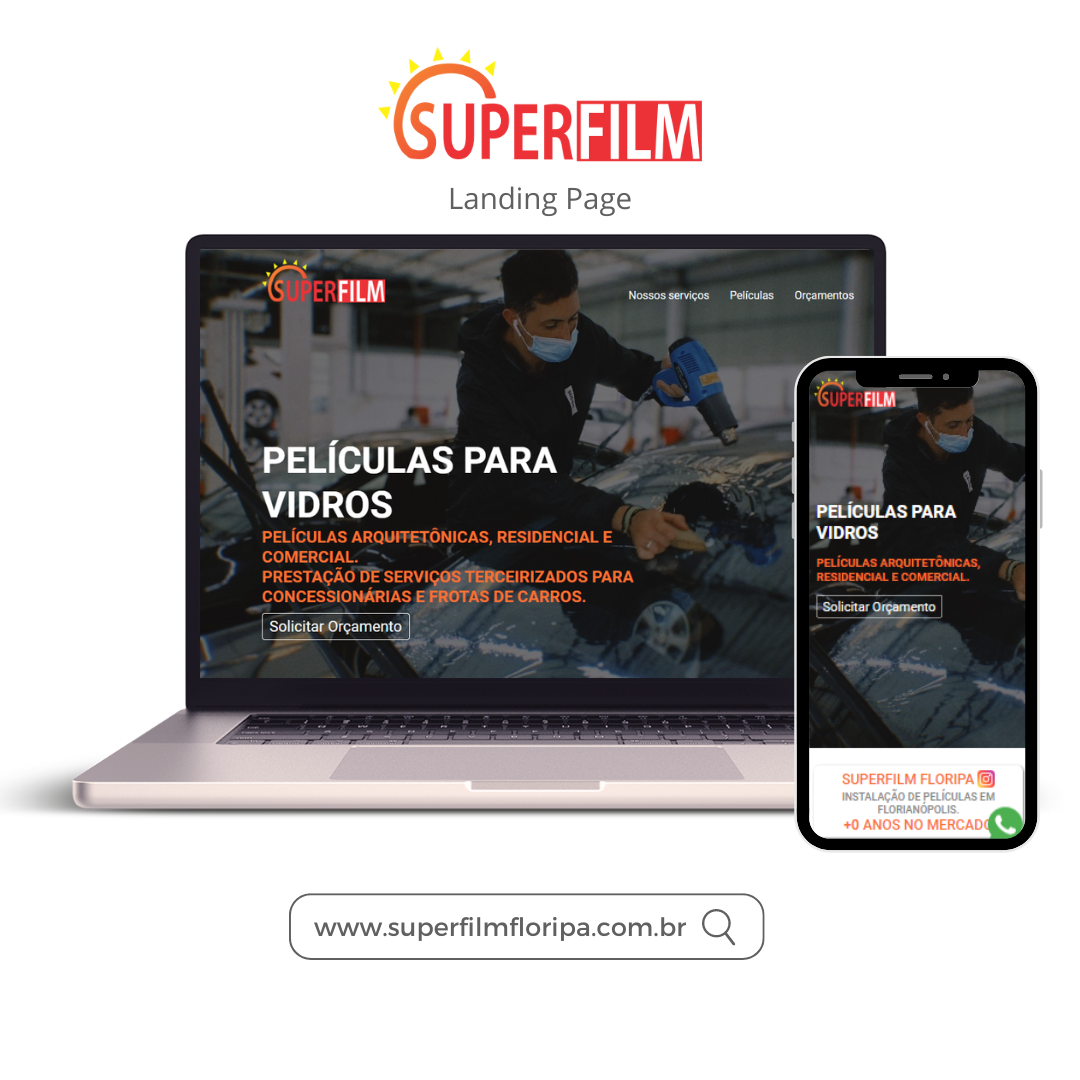 SUPERFILM
Landing Page
SUPERFILM
Nossos serviços Películas Orçamentos
PELÍCULAS PARA
VIDROS
PELÍCULAS ARQUITETÔNICAS, RESIDENCIAL E
COMERCIAL.
PRESTAÇÃO DE SERVIÇOS TERCEIRIZADOS PARA
CONCESSIONÁRIAS E FROTAS DE CARROS.
Solicitar Orçamento
SUPERFILM
PELÍCULAS PARA
VIDROS
PELÍCULAS ARQUITETÔNICAS,
RESIDENCIAL E COMERCIAL.
Solicitar Orçamento
SUPERFILM FLORIPA
INSTALAÇÃO DE PELÍCULAS EM
FLORIANÓPOLIS.
+0 ANOS NO MERCADO
www.superfilmfloripa.com.br